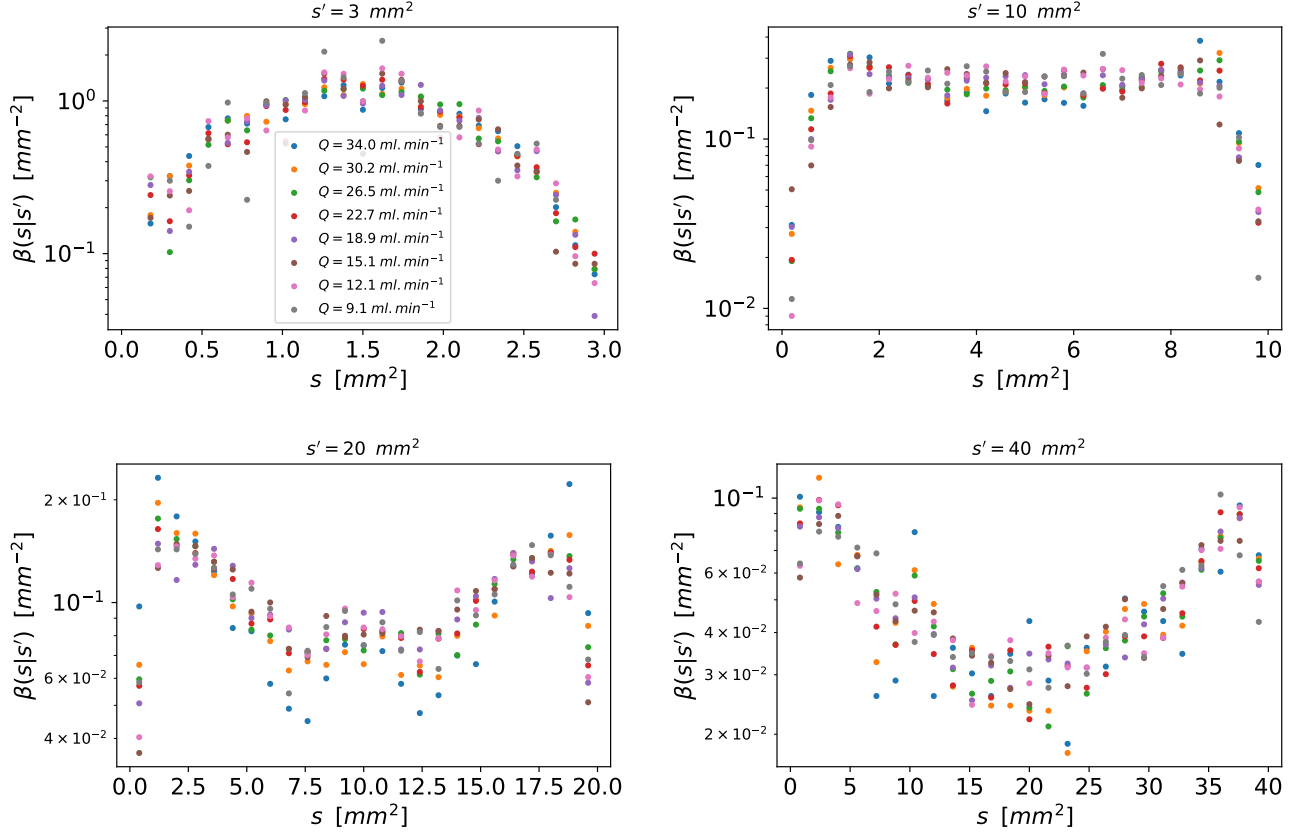 s′ = 3 mm²
β(s|s′) [mm⁻²]
10⁰
10⁻¹
Q = 34.0 ml.min⁻¹
Q = 30.2 ml.min⁻¹
Q = 26.5 ml.min⁻¹
Q = 22.7 ml.min⁻¹
Q = 18.9 ml.min⁻¹
Q = 15.1 ml.min⁻¹
Q = 12.1 ml.min⁻¹
Q = 9.1 ml.min⁻¹
0.0 0.5 1.0 1.5 2.0 2.5 3.0
s [mm²]
s′ = 10 mm²
β(s|s′) [mm⁻²]
10⁻¹
10⁻²
0 2 4 6 8 10
s [mm²]
s′ = 20 mm²
β(s|s′) [mm⁻²]
2 × 10⁻¹
10⁻¹
6 × 10⁻²
4 × 10⁻²
0.0 2.5 5.0 7.5 10.0 12.5 15.0 17.5 20.0
s [mm²]
s′ = 40 mm²
β(s|s′) [mm⁻²]
10⁻¹
6 × 10⁻²
4 × 10⁻²
3 × 10⁻²
2 × 10⁻²
0 5 10 15 20 25 30 35 40
s [mm²]